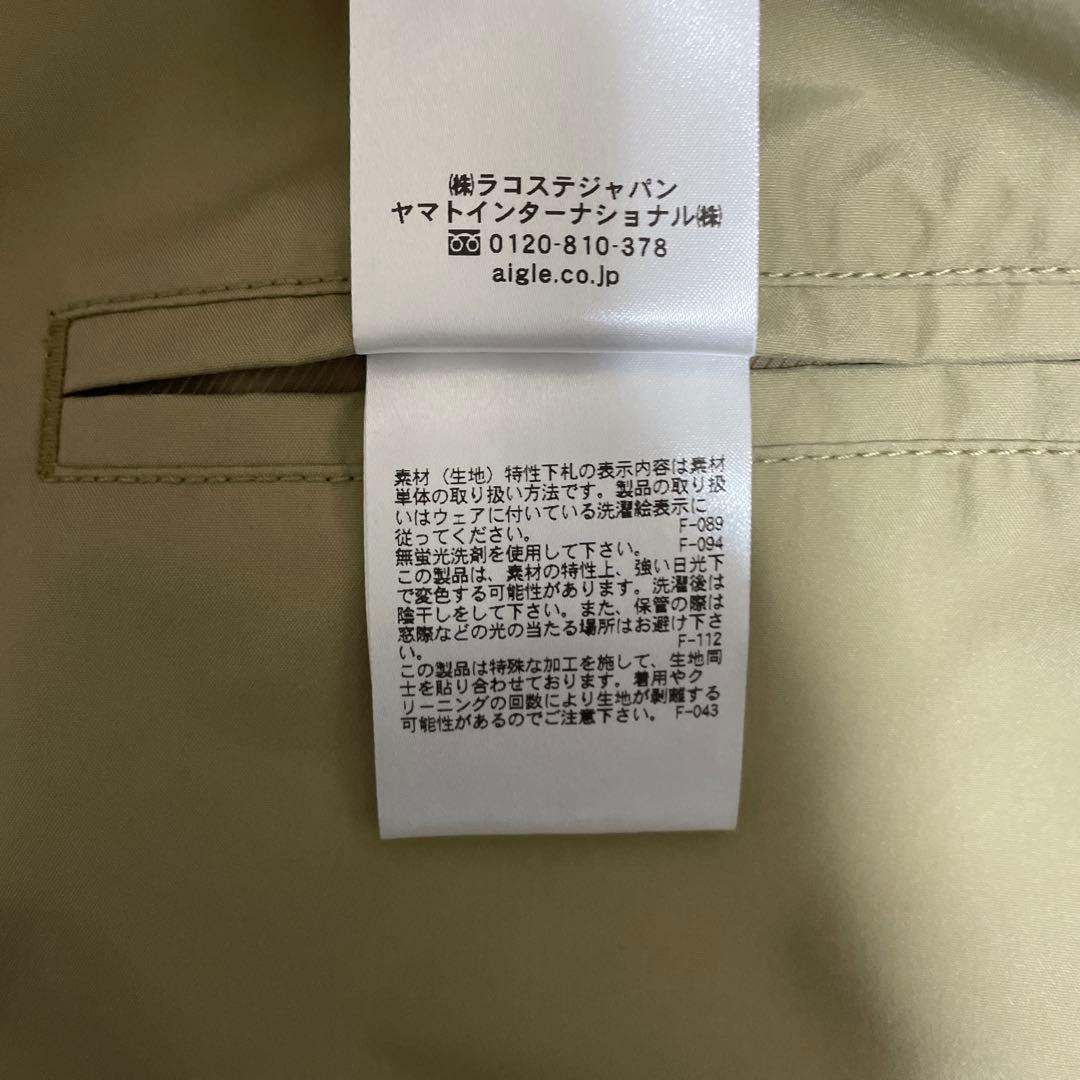 ㈱ラコステジャパン
ヤマトインターナショナル㈱
0120-810-378
aigle.co.jp
素材（生地）特性下札の表示内容は素材
単体の取り扱い方法です。製品の取り扱
いはウェアに付いている洗濯絵表示に
従ってください。 F-089
無蛍光洗剤を使用して下さい。 F-094
この製品は、素材の特性上、強い日光下
で変色する可能性があります。洗濯後は
陰干しをして下さい。また、保管の際は
窓際などの光の当たる場所はお避け下さ
い。 F-112
この製品は特殊な加工を施して、生地同
士を貼り合わせております。着用やク
リーニングの回数により生地が剥離する
可能性があるのでご注意下さい。 F-043